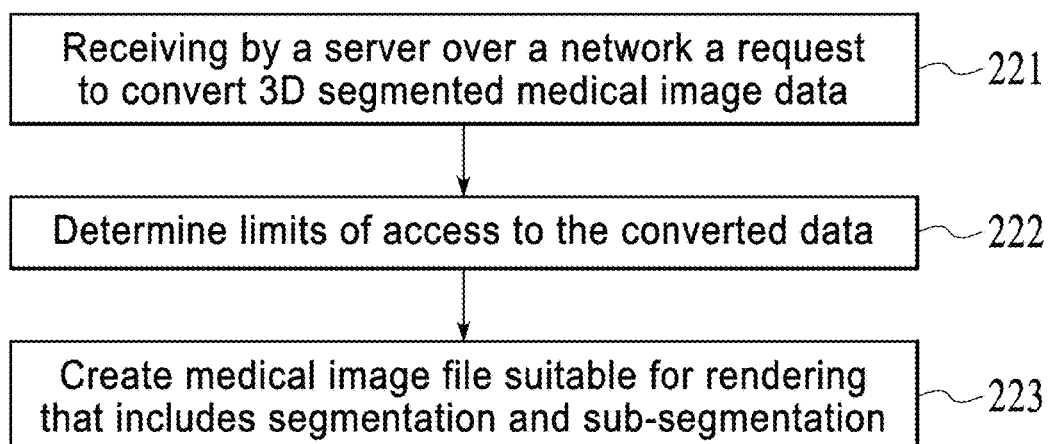 Receiving by a server over a network a request
to convert 3D segmented medical image data
221
Determine limits of access to the converted data
222
Create medical image file suitable for rendering
that includes segmentation and sub-segmentation
223